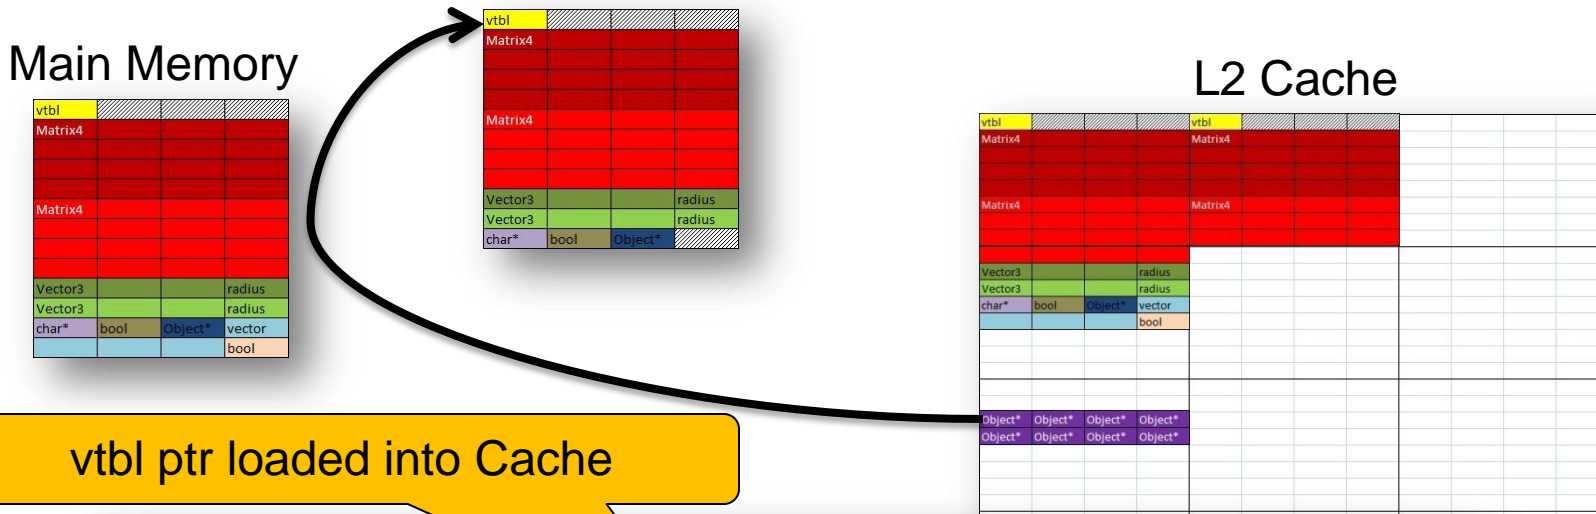 Main Memory
vtbl
Matrix4
Matrix4
Vector3 radius
Vector3 radius
char* bool Object* vector
bool
vtbl
Matrix4
Matrix4
Vector3 radius
Vector3 radius
char* bool Object*
L2 Cache
vtbl vtbl
Matrix4 Matrix4
Matrix4 Matrix4
Vector3 radius
Vector3 radius
char* bool Object* vector
bool
Object* Object* Object* Object*
Object* Object* Object* Object*
vtbl ptr loaded into Cache